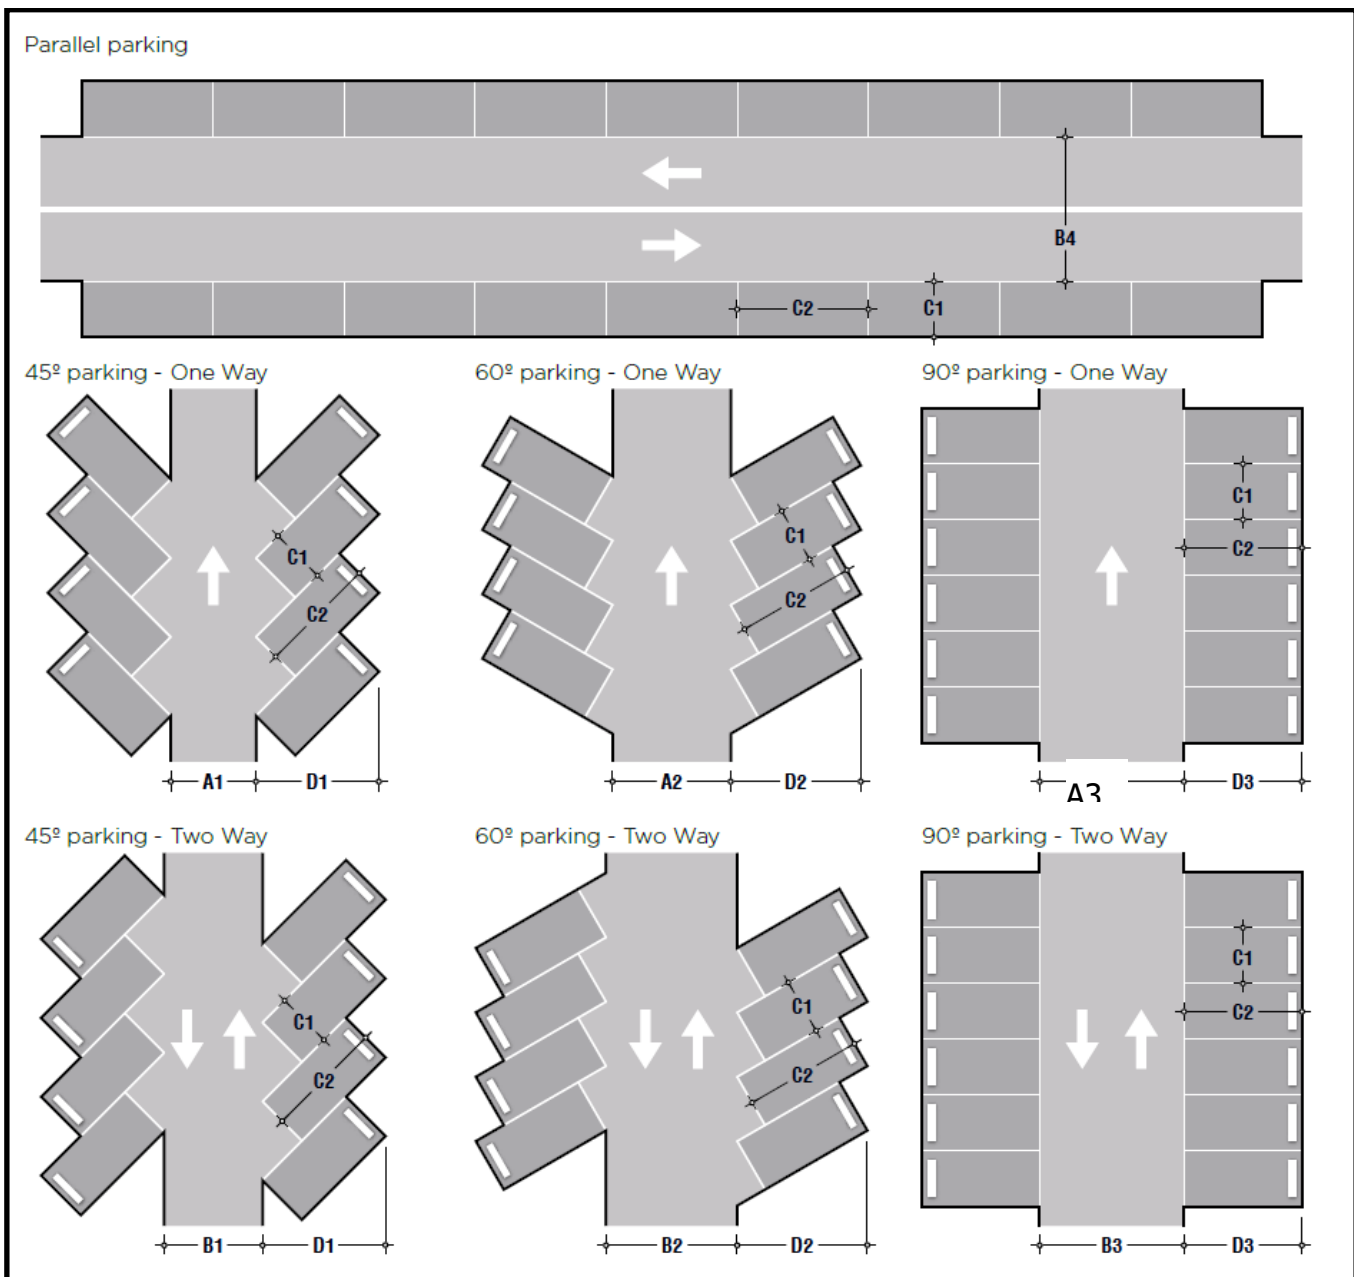 Parallel parking
B4
C2
C1
45º parking - One Way
60º parking - One Way
90º parking - One Way
C1
C2
C1
C2
C1
C2
A1
D1
A2
D2
A3
D3
45º parking - Two Way
60º parking - Two Way
90º parking - Two Way
C1
C2
C1
C2
C1
C2
B1
D1
B2
D2
B3
D3